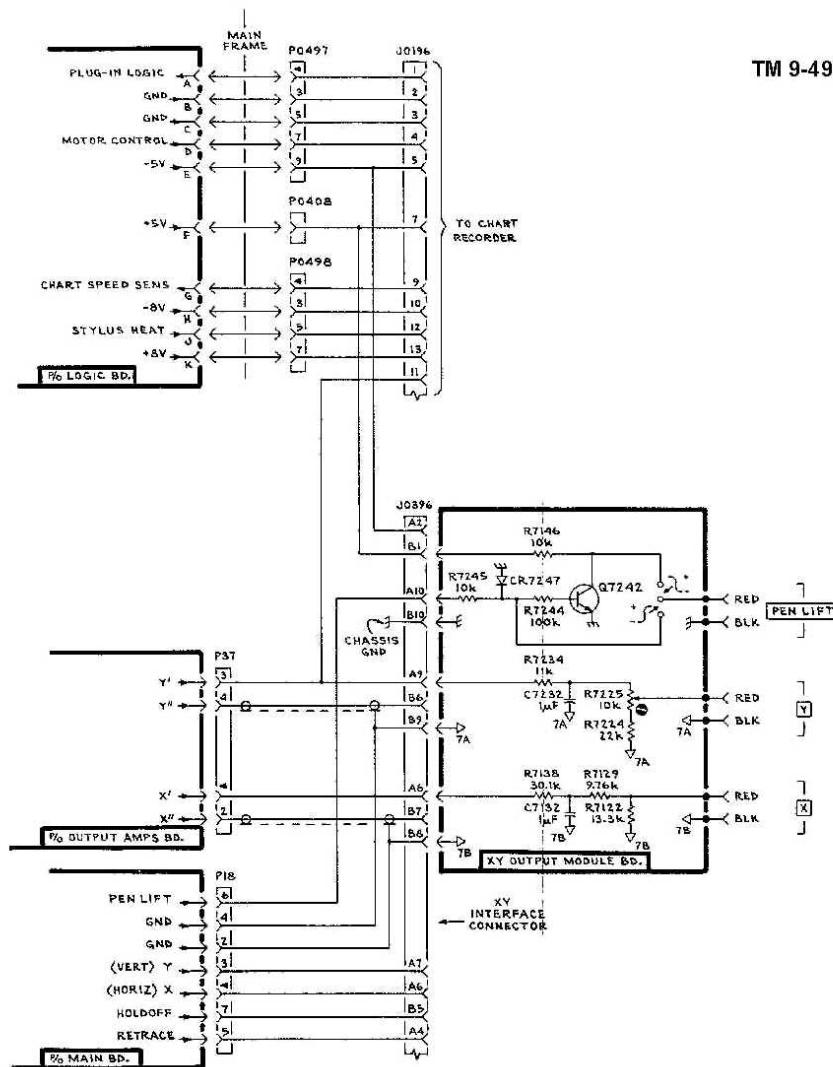 TM 9-49
MAIN
FRAME
P0497
J0196
PLUG-IN LOGIC A 4 1
GND B 3 2
GND C 5 3
MOTOR CONTROL D 7 4
-5V E 9 5
P0408
+5V F 7
TO CHART
RECORDER
P0498
CHART SPEED SENS G 4 9
-8V H 3 10
STYLUS HEAT J 5 12
+8V K 7 13
11
P/O LOGIC BD.
J0396
A2
B1
R7146
10k
R7245
10k
CR7247
Q7242
A10
R7244
100k
RED
PEN LIFT
B10
BLK
CHASSIS
GND
P37
R7234
11k
Y' 3 A9
Y" 4 B6
C7232
1µF
R7225
10k
RED
Y
B9 7A
7A
R7224
22k
7A
BLK
7A
R7138
30.1k
R7129
9.76k
X' A8
RED
X
X" 2 B7
C7132
1µF
R7122
13.3k
BLK
7B
B8 7B
7B
7B
P/O OUTPUT AMPS BD.
XY OUTPUT MODULE BD.
P18
PEN LIFT 6
GND 4
GND 2
XY
INTERFACE
CONNECTOR
(VERT) Y 3 A7
(HORIZ) X A6
HOLDOFF 7 B5
RETRACE 5 A4
P/O MAIN BD.